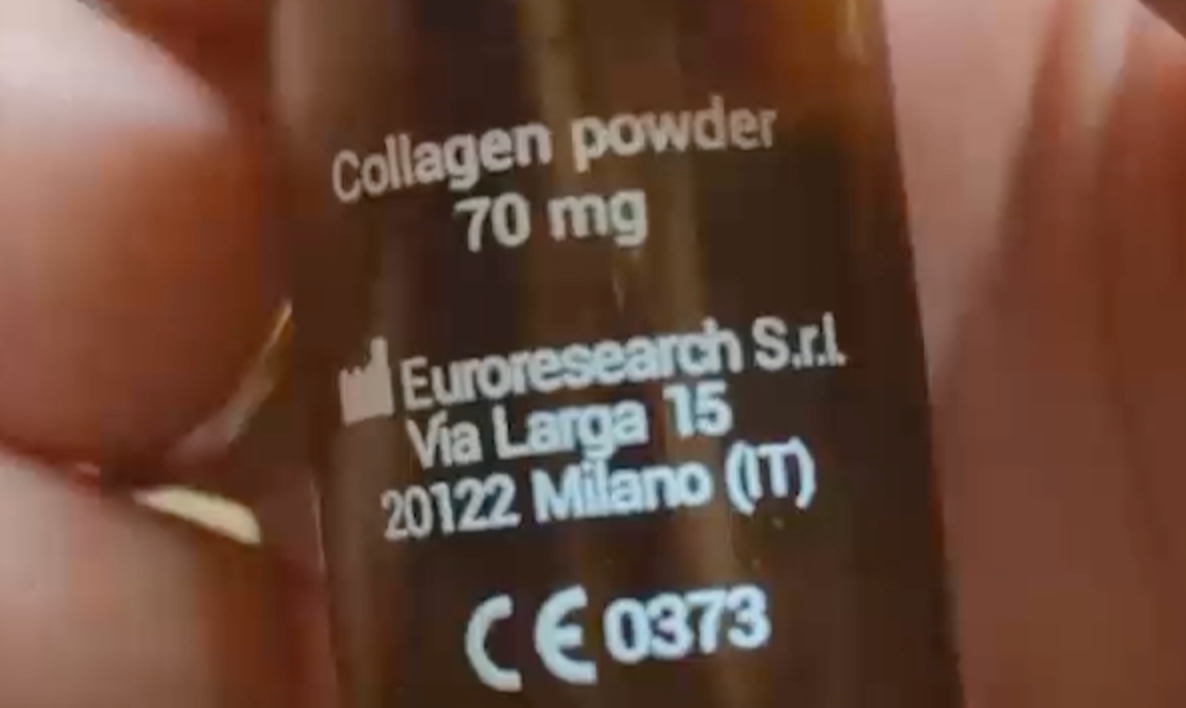 Collagen powder
70 mg
Euroresearch S.r.l.
Via Larga 15
20122 Milano (IT)
CE 0373